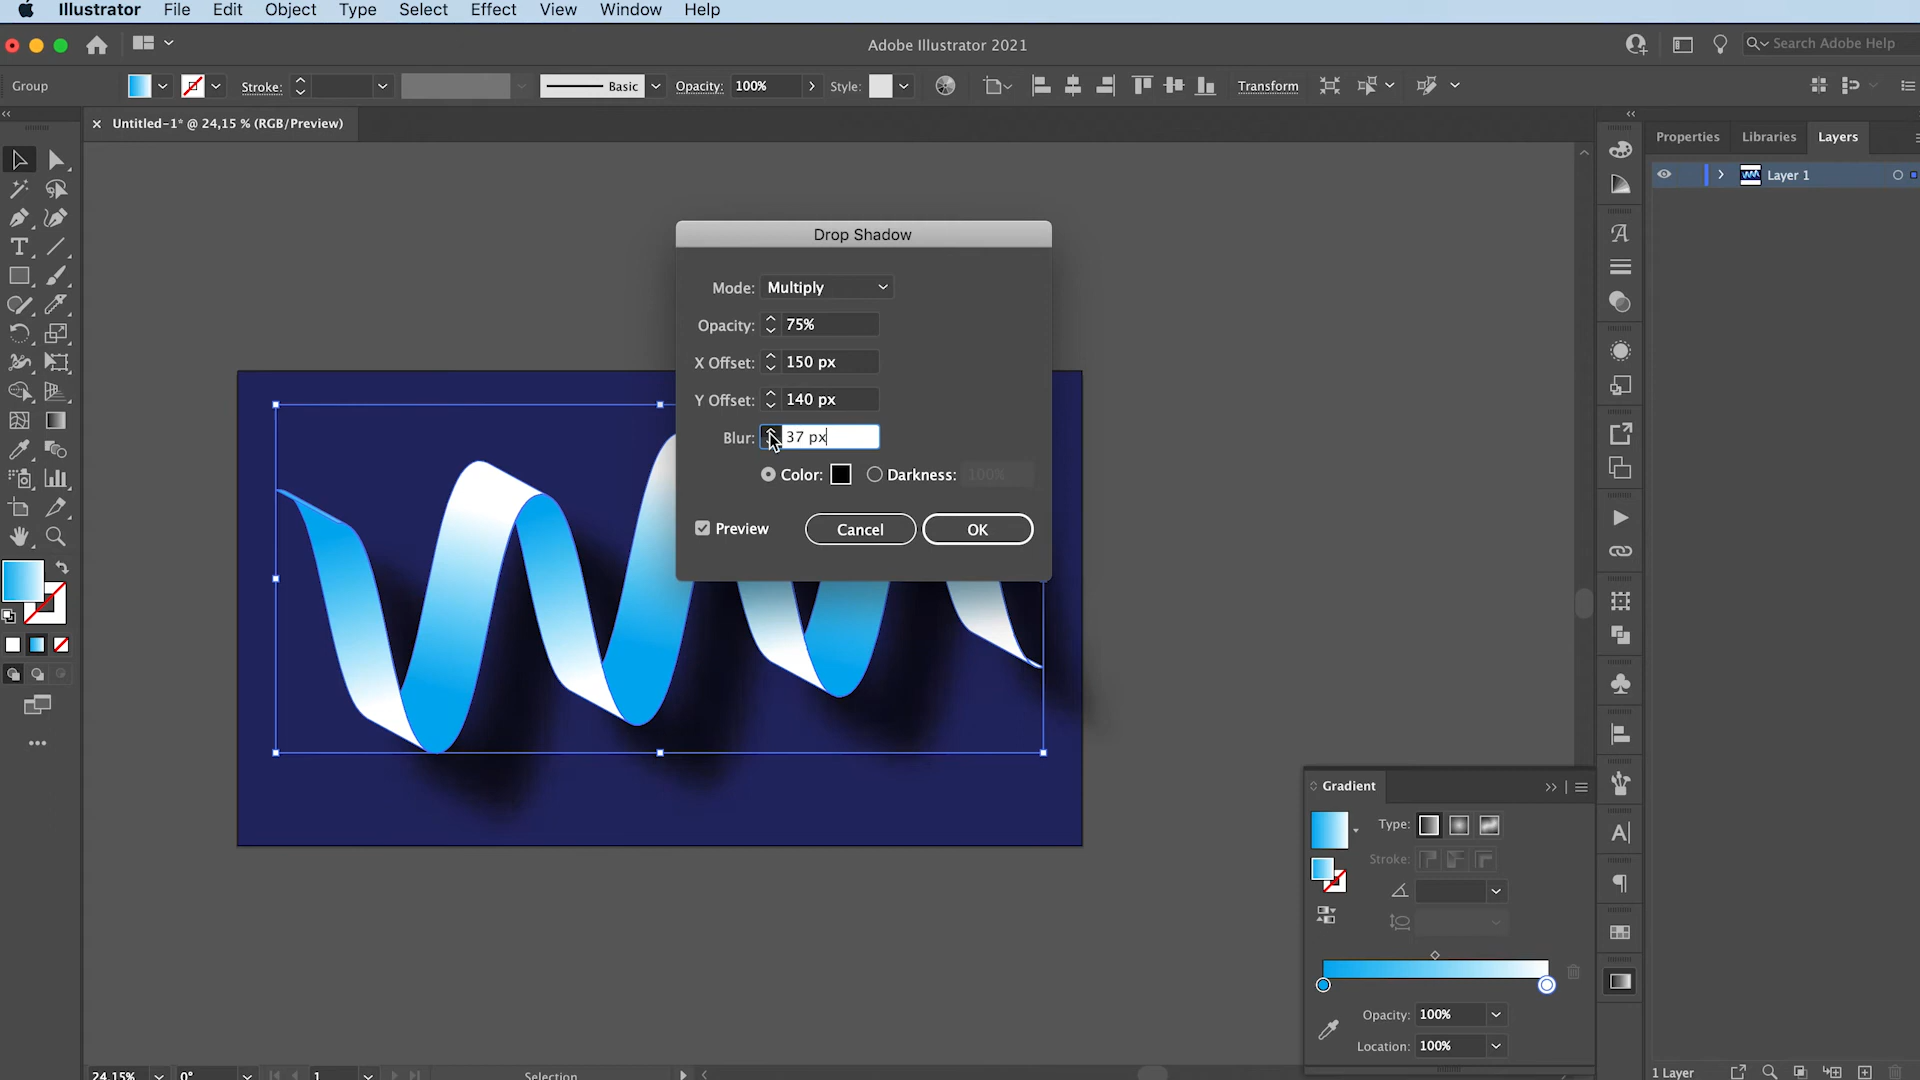 Illustrator File Edit Object Type Select Effect View Window Help
Adobe Illustrator 2021
Search Adobe Help
Group
Stroke:
Basic
Opacity: 100%
Style:
Transform
Untitled-1* @ 24,15 % (RGB/Preview)
Properties Libraries Layers
Layer 1
Drop Shadow
Mode: Multiply
Opacity: 75%
X Offset: 150 px
Y Offset: 140 px
Blur: 37 px
Color: Darkness: 100%
Preview Cancel OK
Gradient
Type:
Stroke:
Opacity: 100%
Location: 100%
24,15% 0° 1 Selection
1 Layer